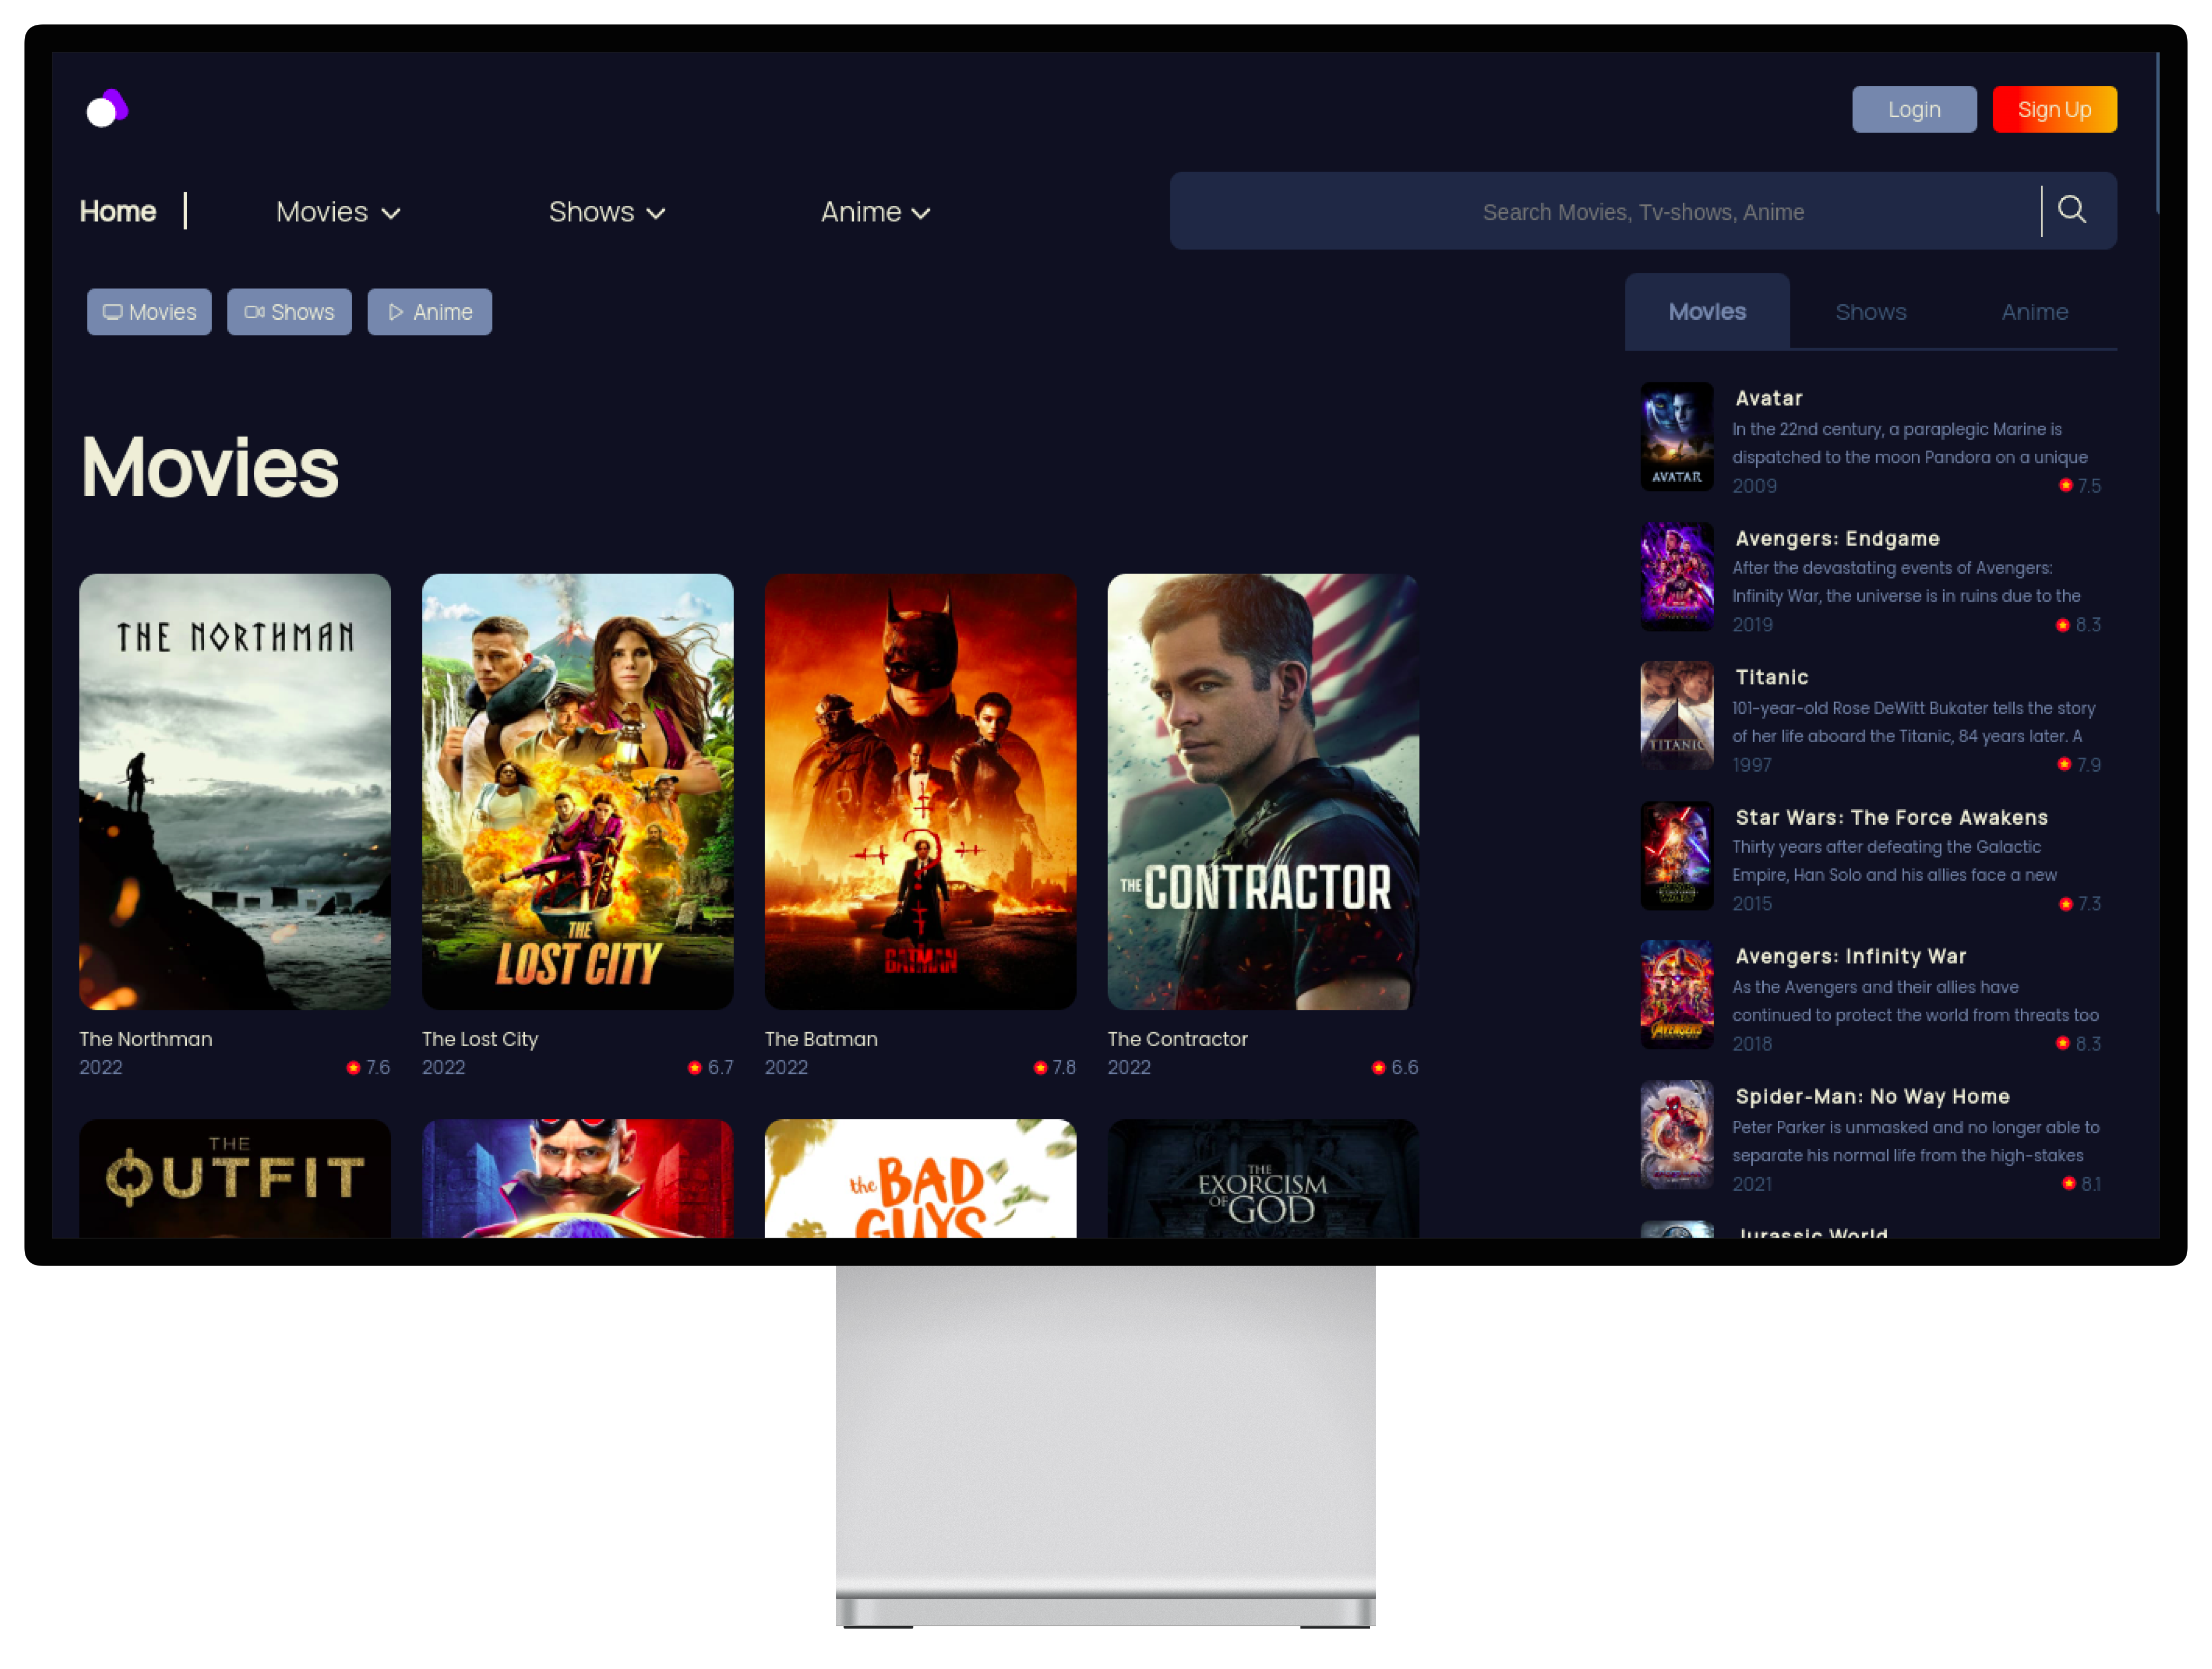 Login
Sign Up
Home
Movies
Shows
Anime
Search Movies, Tv-shows, Anime
Movies
Shows
Anime
Movies
THE NORTHMAN
The Northman
2022
7.6
THE
LOST CITY
The Lost City
2022
6.7
BATMAN
The Batman
2022
7.8
THE CONTRACTOR
The Contractor
2022
6.6
THE
OUTFIT
the BAD
GUYS
THE
EXORCISM
OF GOD
Movies
Shows
Anime
AVATAR
Avatar
In the 22nd century, a paraplegic Marine is
dispatched to the moon Pandora on a unique
2009
7.5
Avengers: Endgame
After the devastating events of Avengers:
Infinity War, the universe is in ruins due to the
2019
8.3
TITANIC
Titanic
101-year-old Rose DeWitt Bukater tells the story
of her life aboard the Titanic, 84 years later. A
1997
7.9
STAR WARS
Star Wars: The Force Awakens
Thirty years after defeating the Galactic
Empire, Han Solo and his allies face a new
2015
7.3
AVENGERS
Avengers: Infinity War
As the Avengers and their allies have
continued to protect the world from threats too
2018
8.3
Spider-Man: No Way Home
Peter Parker is unmasked and no longer able to
separate his normal life from the high-stakes
2021
8.1
Jurassic World